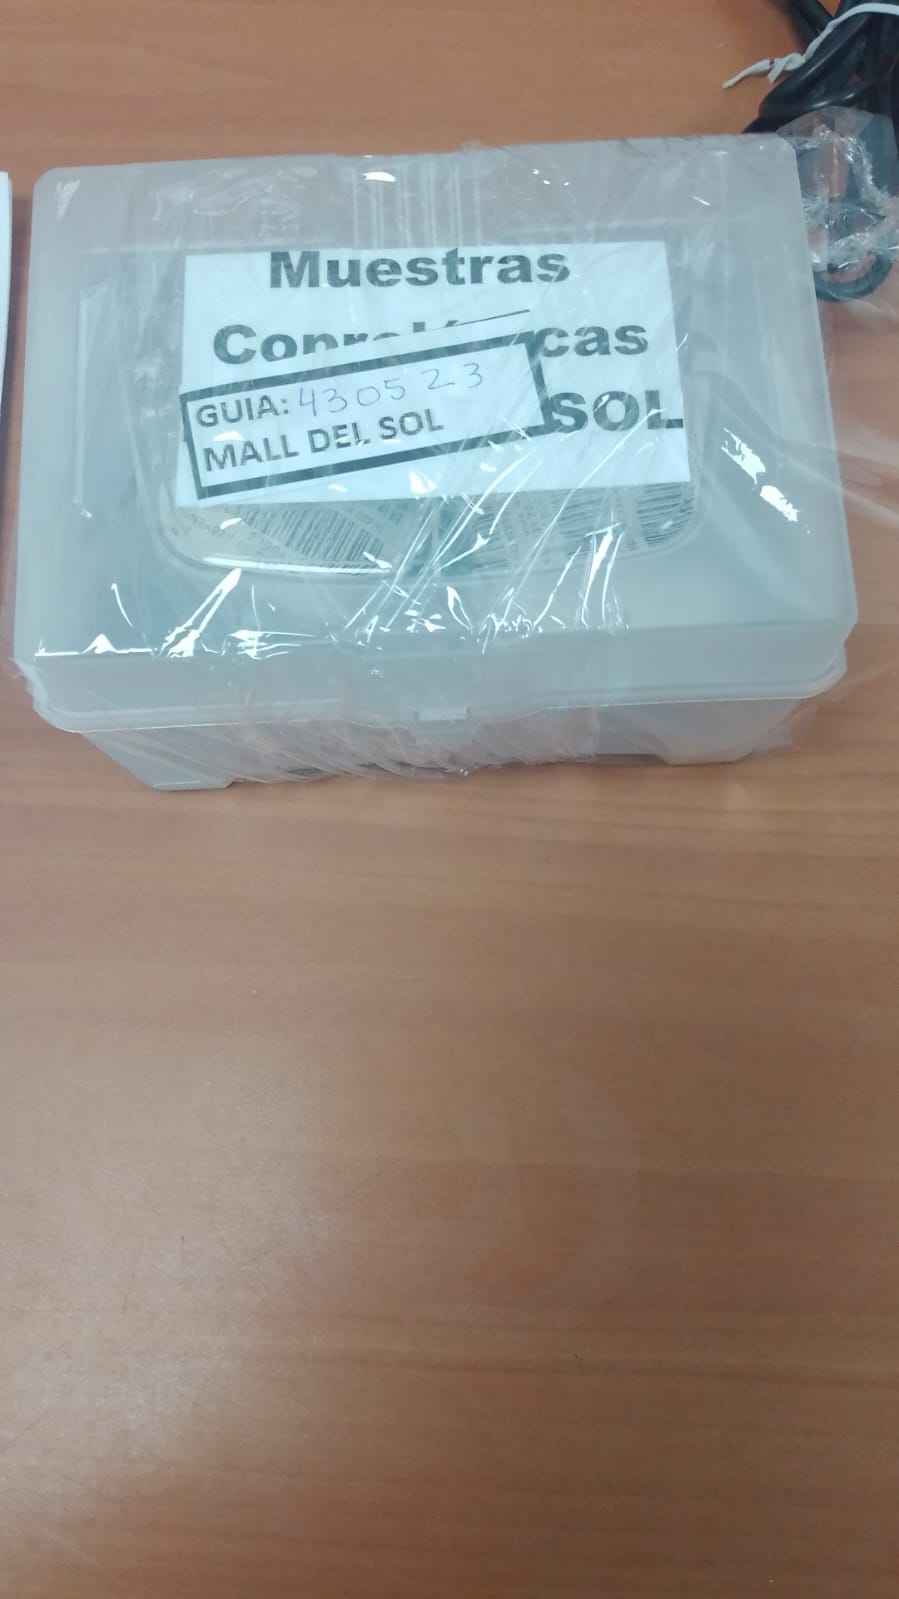 Muestras
GUIA: 430523
SOL
MALL DEL SOL